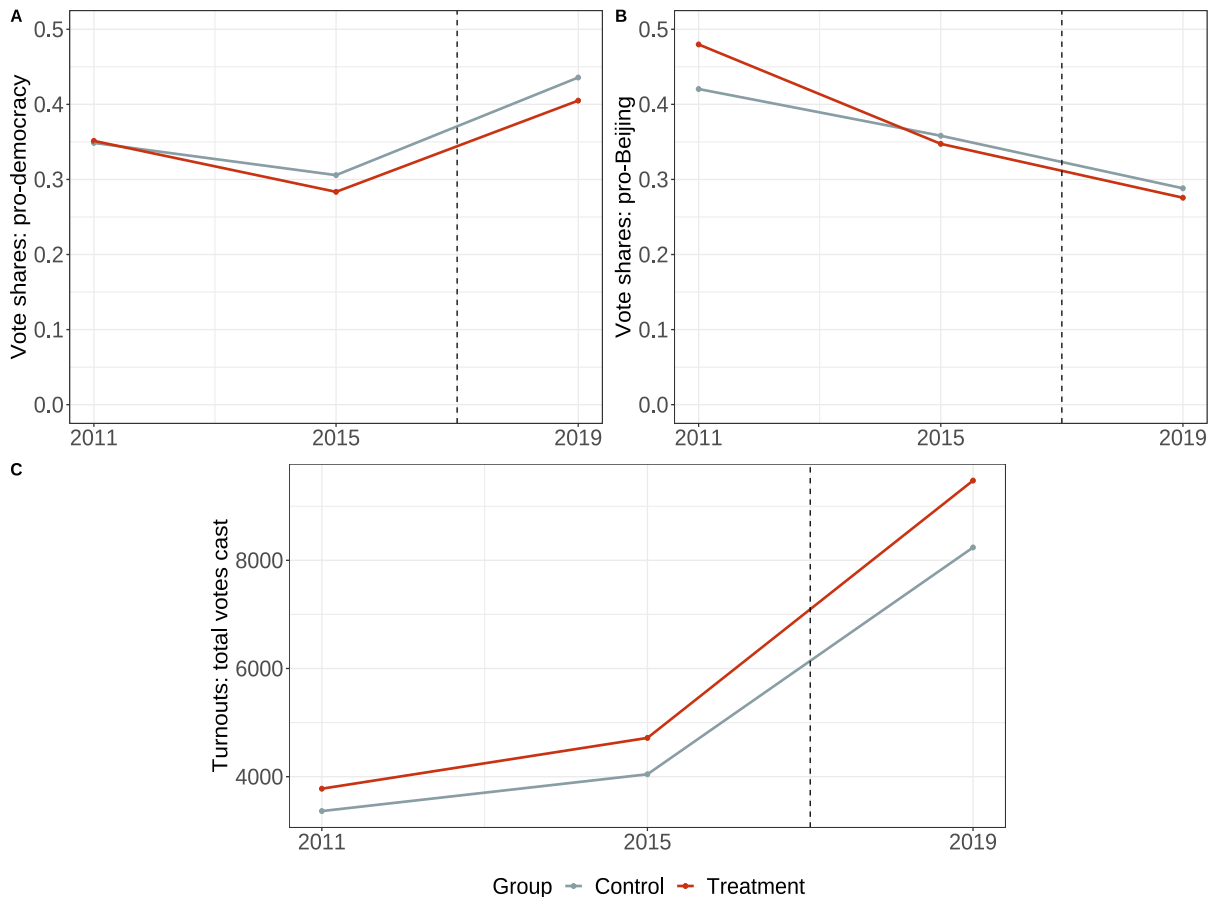 A
Vote shares: pro-democracy
0.5
0.4
0.3
0.2
0.1
0.0
2011 2015 2019
B
Vote shares: pro-Beijing
0.5
0.4
0.3
0.2
0.1
0.0
2011 2015 2019
C
Turnouts: total votes cast
8000
6000
4000
2011 2015 2019
Group Control Treatment